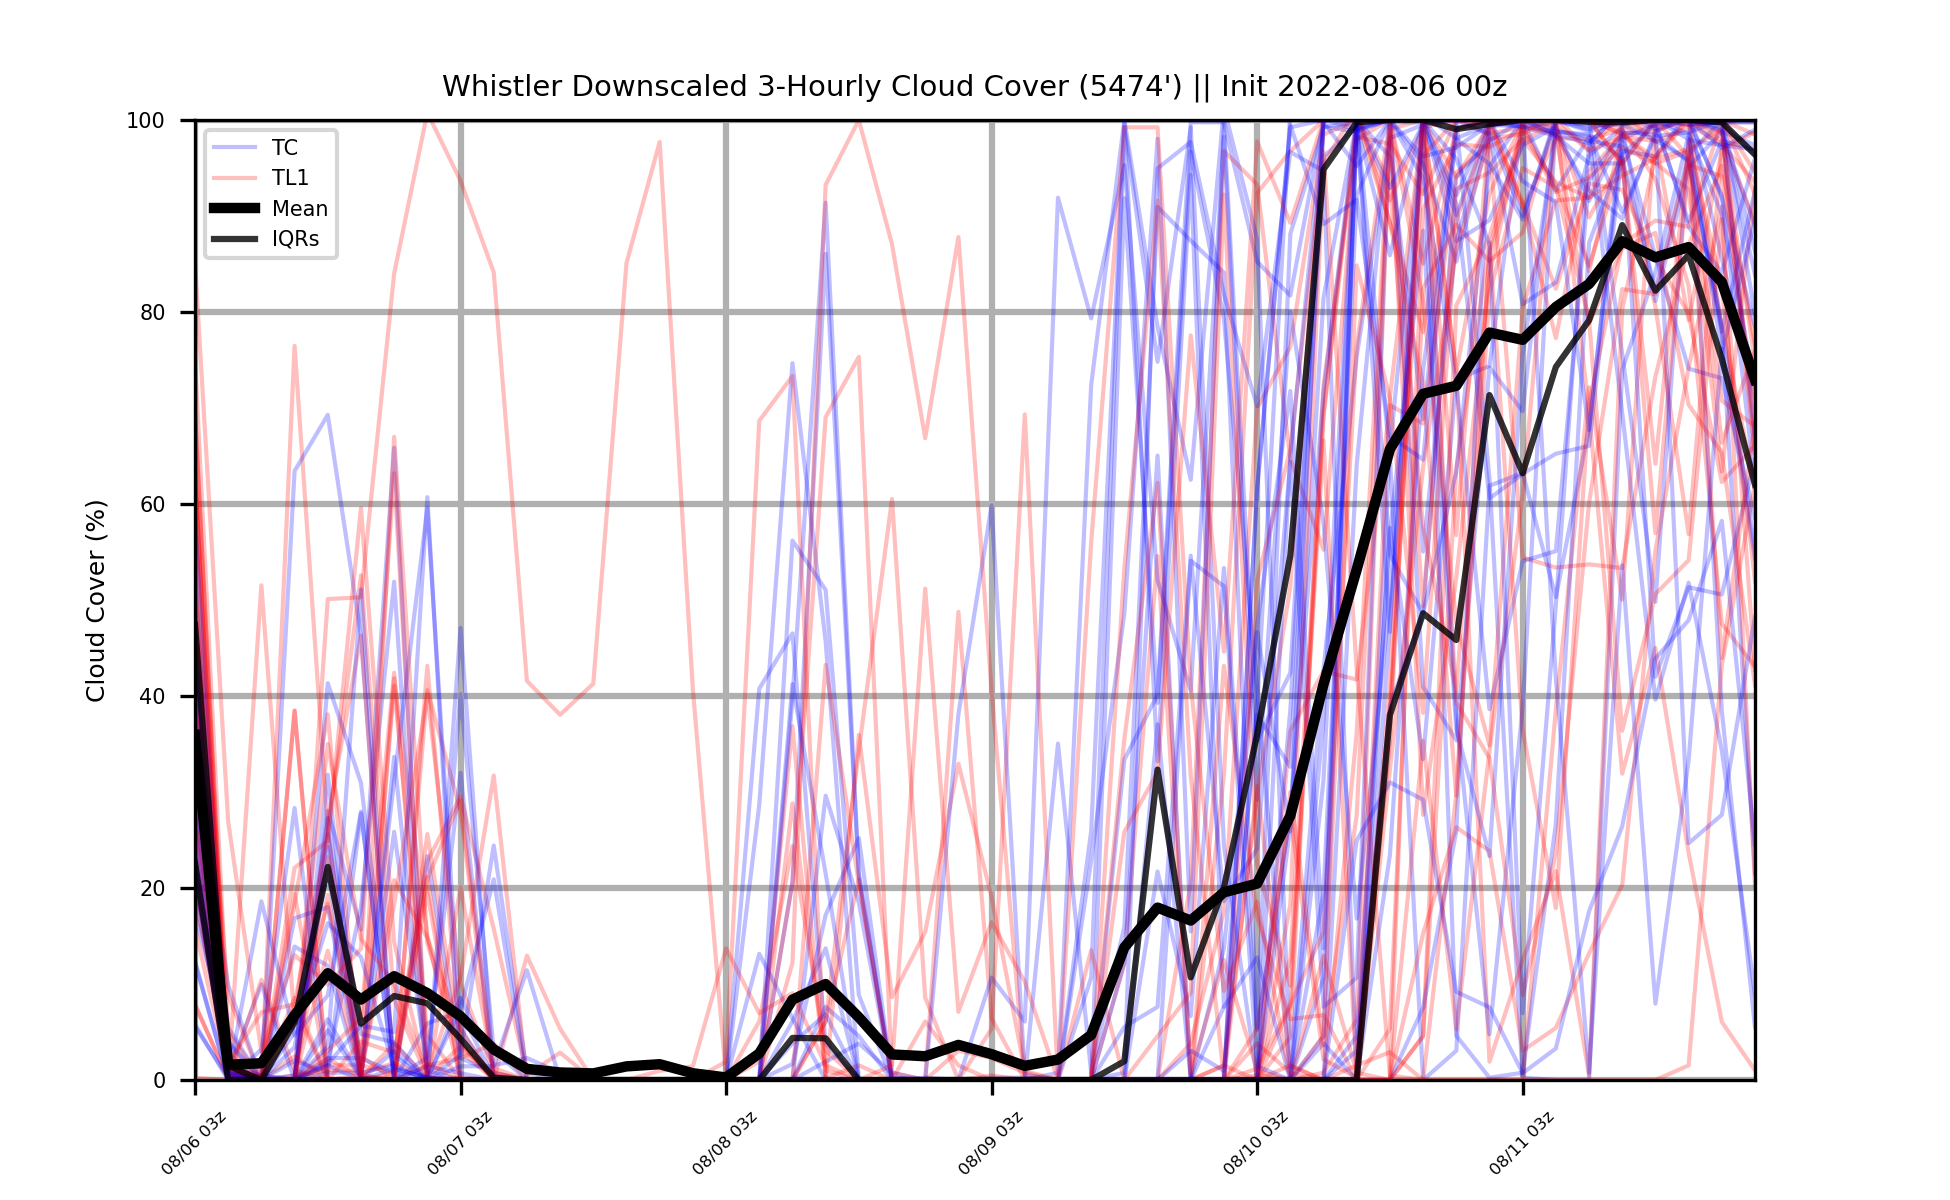 Whistler Downscaled 3-Hourly Cloud Cover (5474') || Init 2022-08-06 00z
TC
TL1
Mean
IQRs
Cloud Cover (%)
100
80
60
40
20
0
08/06 03z
08/07 03z
08/08 03z
08/09 03z
08/10 03z
08/11 03z